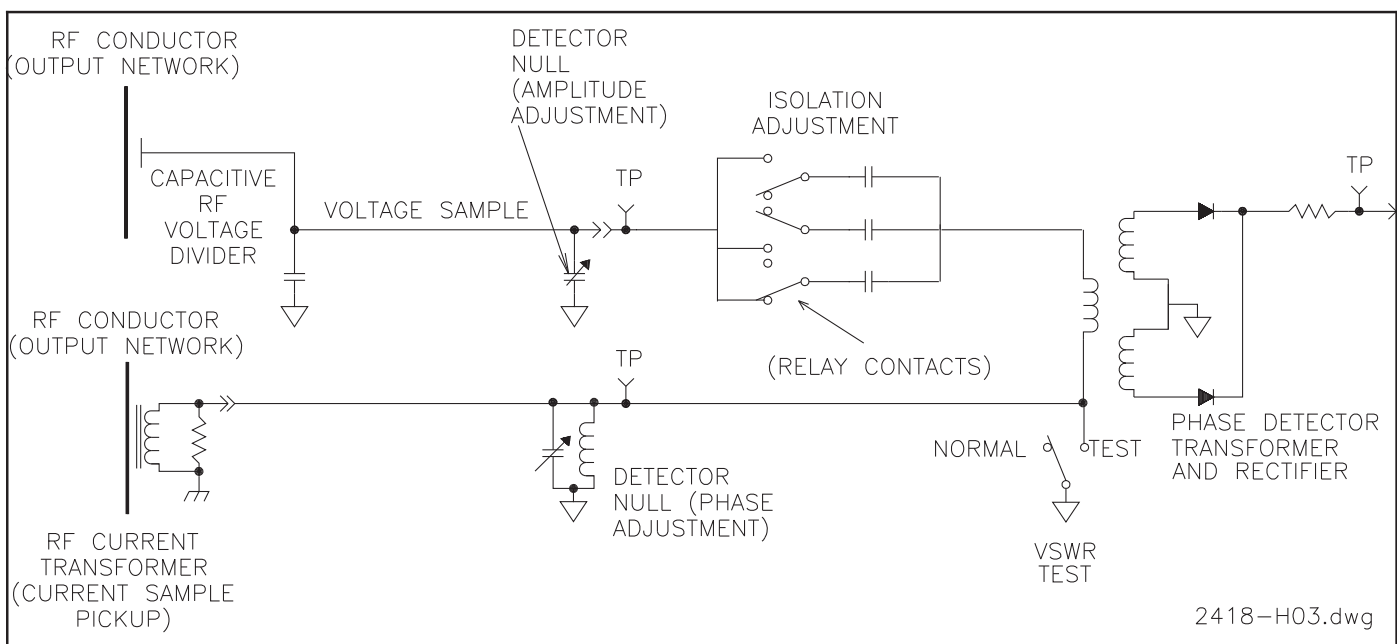 RF CONDUCTOR
(OUTPUT NETWORK)
DETECTOR
NULL
(AMPLITUDE
ADJUSTMENT)
ISOLATION
ADJUSTMENT
CAPACITIVE
RF
VOLTAGE
DIVIDER
VOLTAGE SAMPLE
TP
TP
RF CONDUCTOR
(OUTPUT NETWORK)
TP
(RELAY CONTACTS)
NORMAL
TEST
PHASE DETECTOR
TRANSFORMER
AND RECTIFIER
DETECTOR
NULL (PHASE
ADJUSTMENT)
RF CURRENT
TRANSFORMER
(CURRENT SAMPLE
PICKUP)
VSWR
TEST
2418-H03.dwg